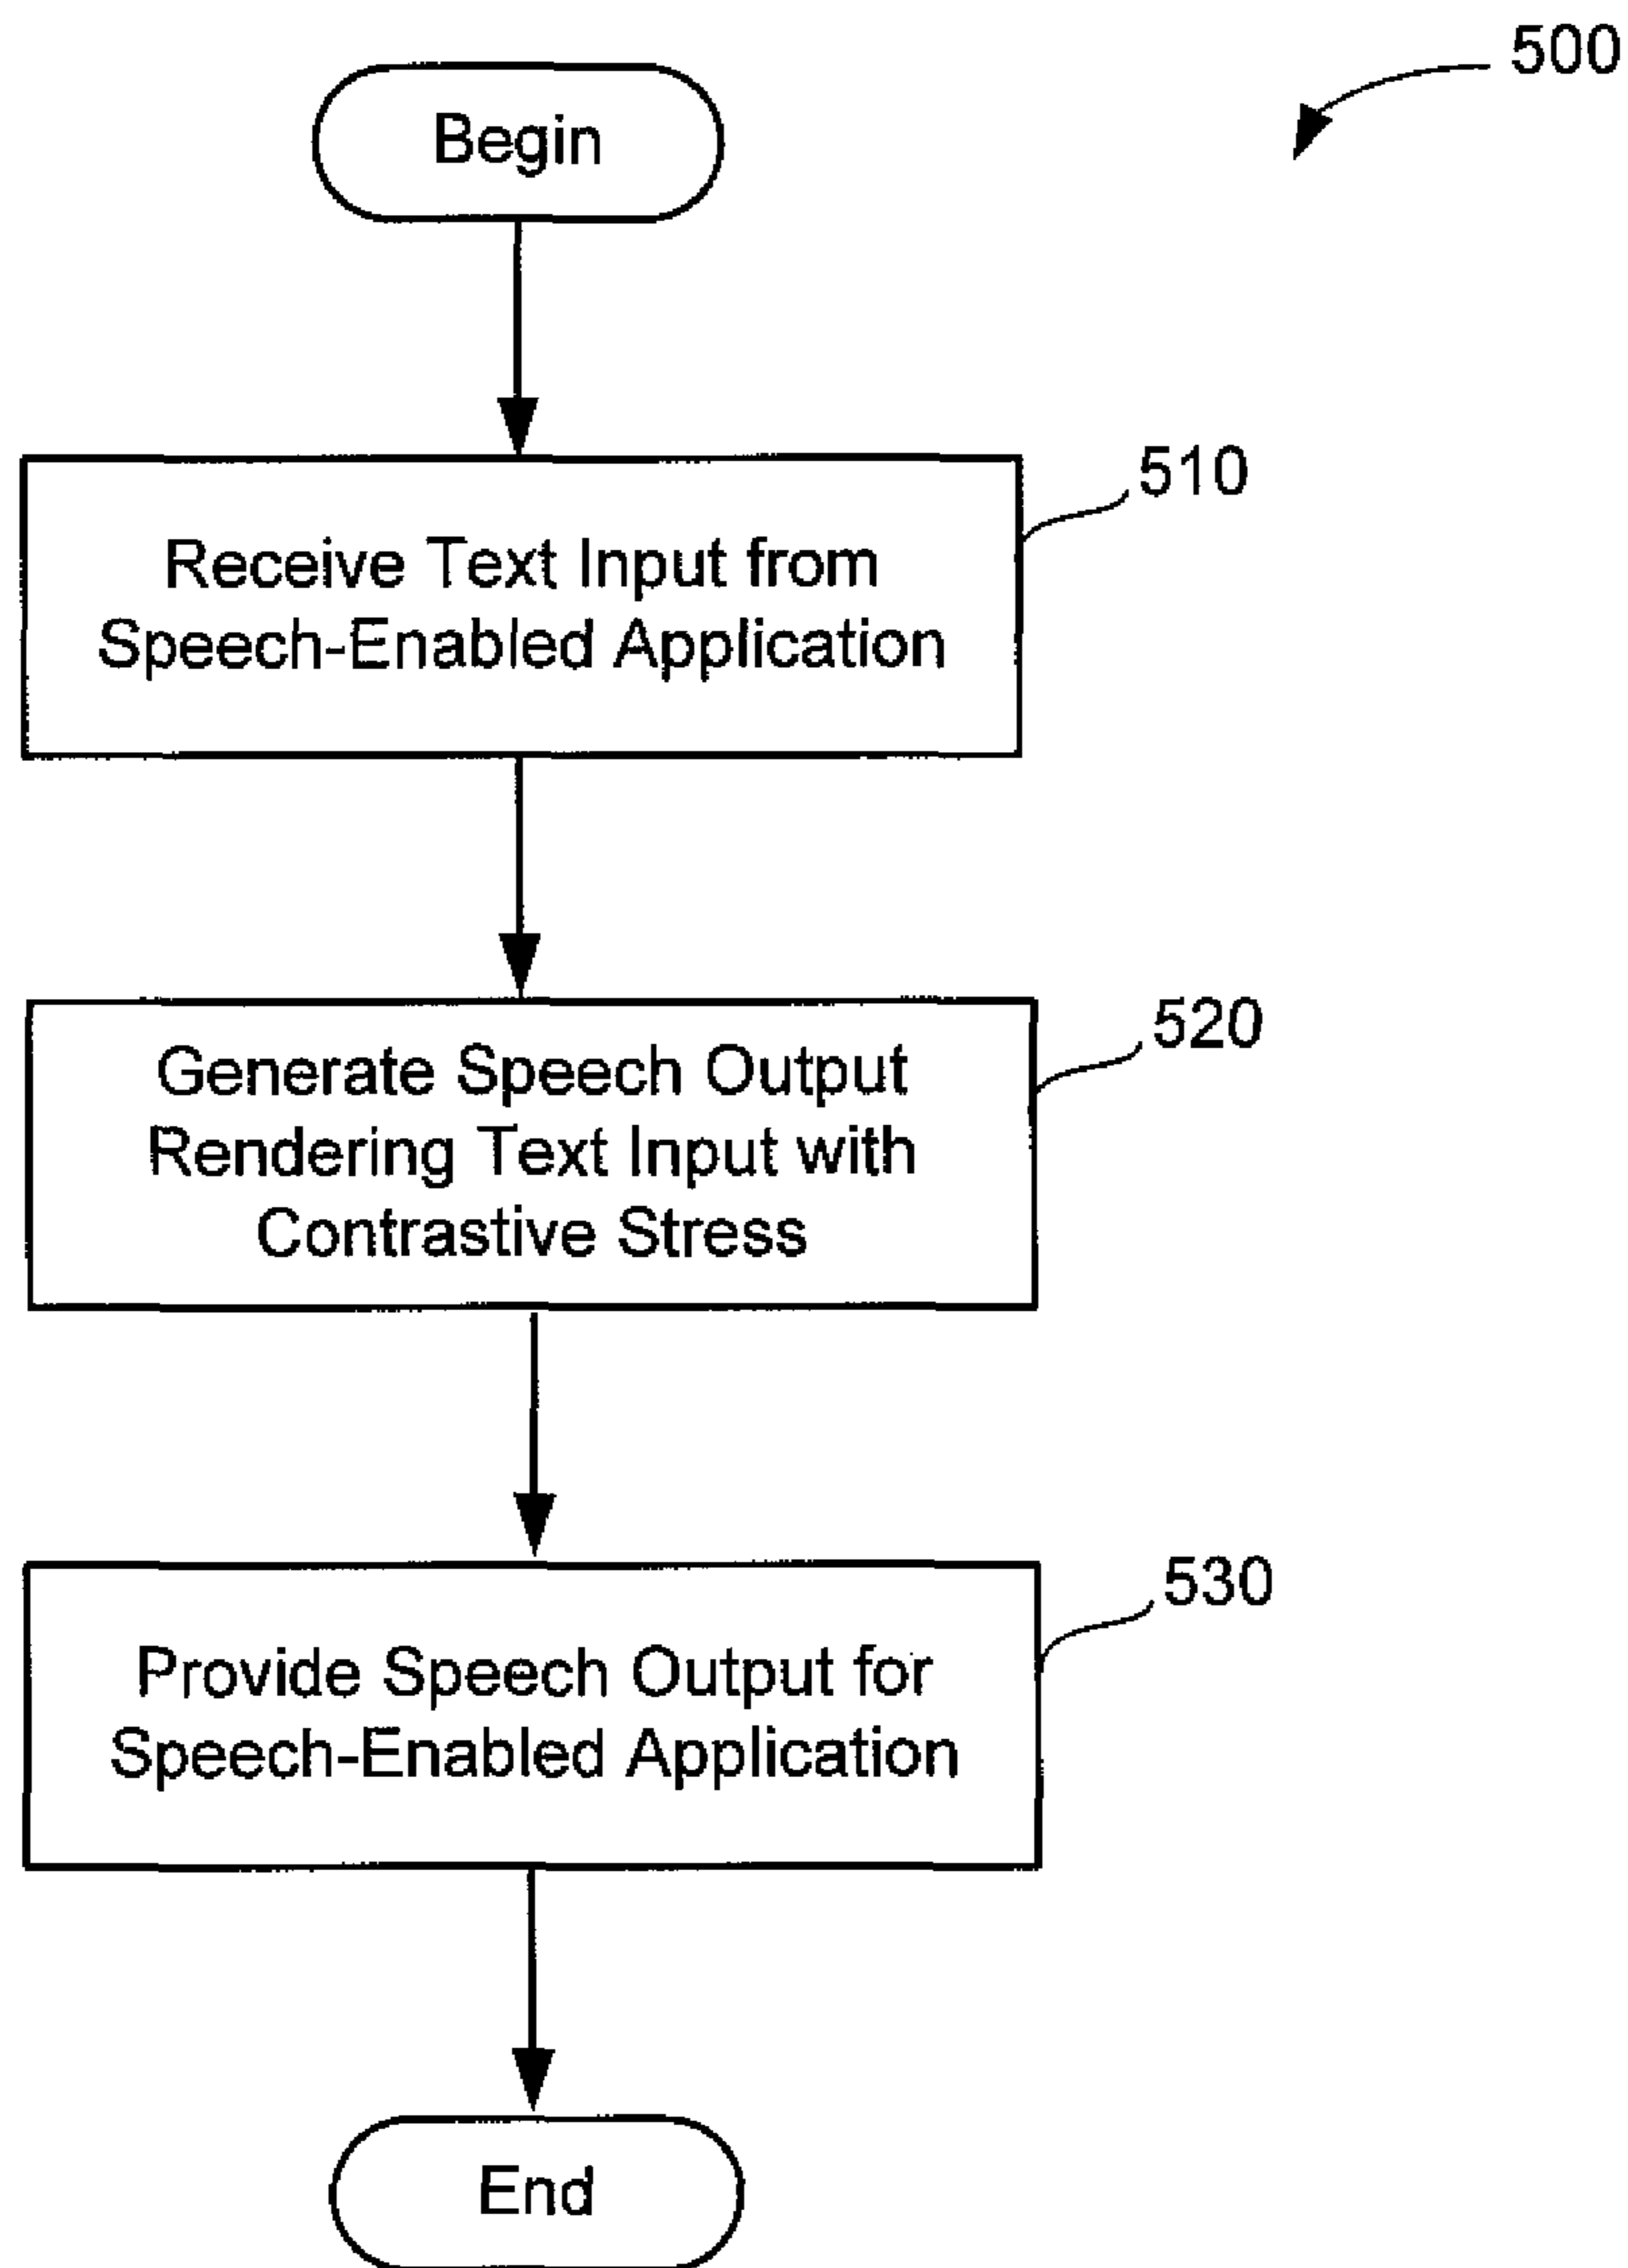 500
Begin
510
Receive Text Input from
Speech-Enabled Application
520
Generate Speech Output
Rendering Text Input with
Contrastive Stress
530
Provide Speech Output for
Speech-Enabled Application
End